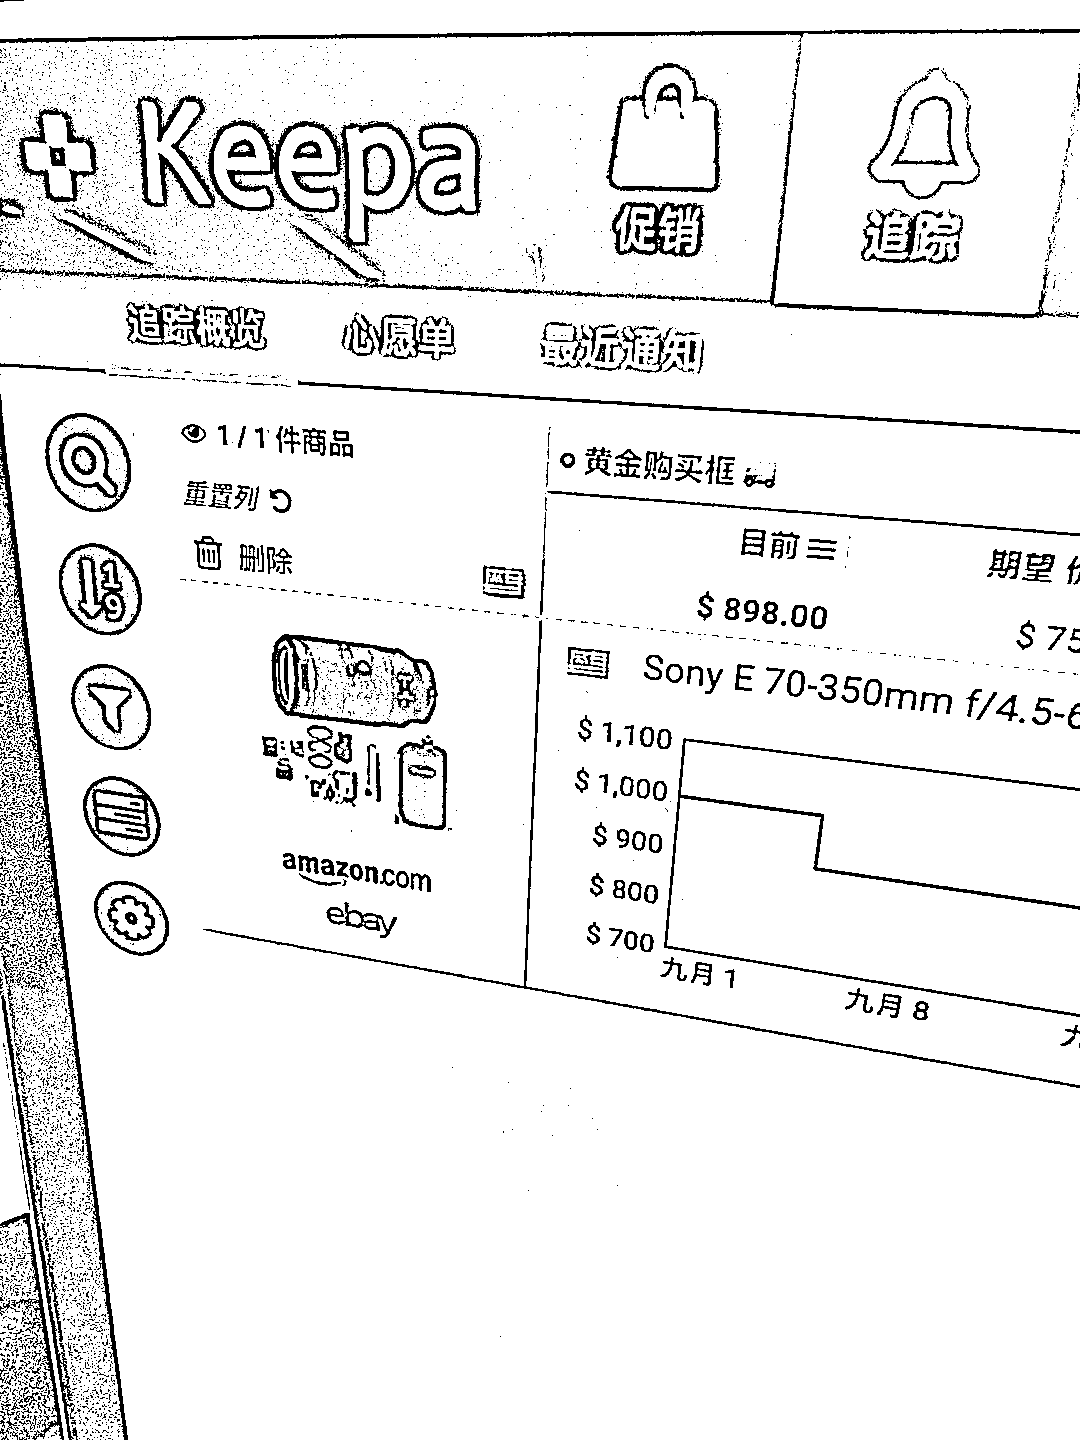 Keepa
促销
追踪
追踪概览
心愿单
最近通知
1 / 1 件商品
重置列
删除
黄金购买框
目前
期望
$ 898.00
$ 75
Sony E 70-350mm f/4.5-6
$ 1,100
$ 1,000
$ 900
$ 800
$ 700
九月 1
九月 8
amazon.com
ebay